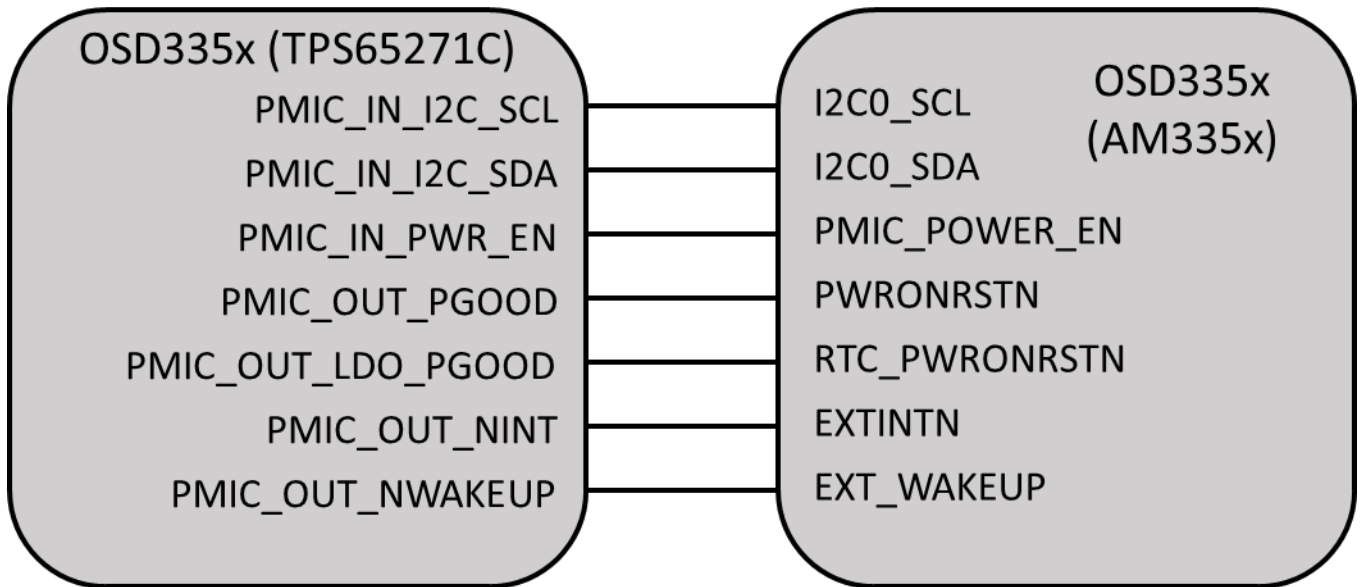 OSD335x (TPS65271C)
PMIC_IN_I2C_SCL
PMIC_IN_I2C_SDA
PMIC_IN_PWR_EN
PMIC_OUT_PGOOD
PMIC_OUT_LDO_PGOOD
PMIC_OUT_NINT
PMIC_OUT_NWAKEUP
OSD335x
(AM335x)
I2C0_SCL
I2C0_SDA
PMIC_POWER_EN
PWRONRSTN
RTC_PWRONRSTN
EXTINTN
EXT_WAKEUP